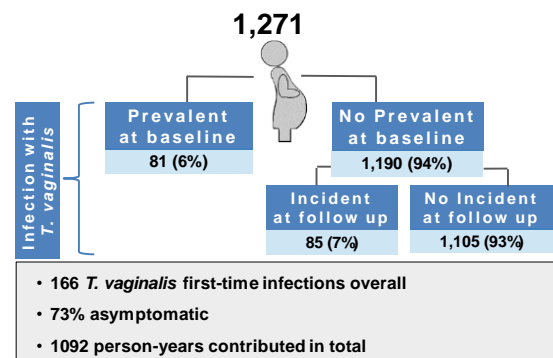 1,271
Infection with
T. vaginalis
Prevalent
at baseline
81 (6%)
No Prevalent
at baseline
1,190 (94%)
Incident
at follow up
85 (7%)
No Incident
at follow up
1,105 (93%)
• 166 T. vaginalis first-time infections overall
• 73% asymptomatic
• 1092 person-years contributed in total